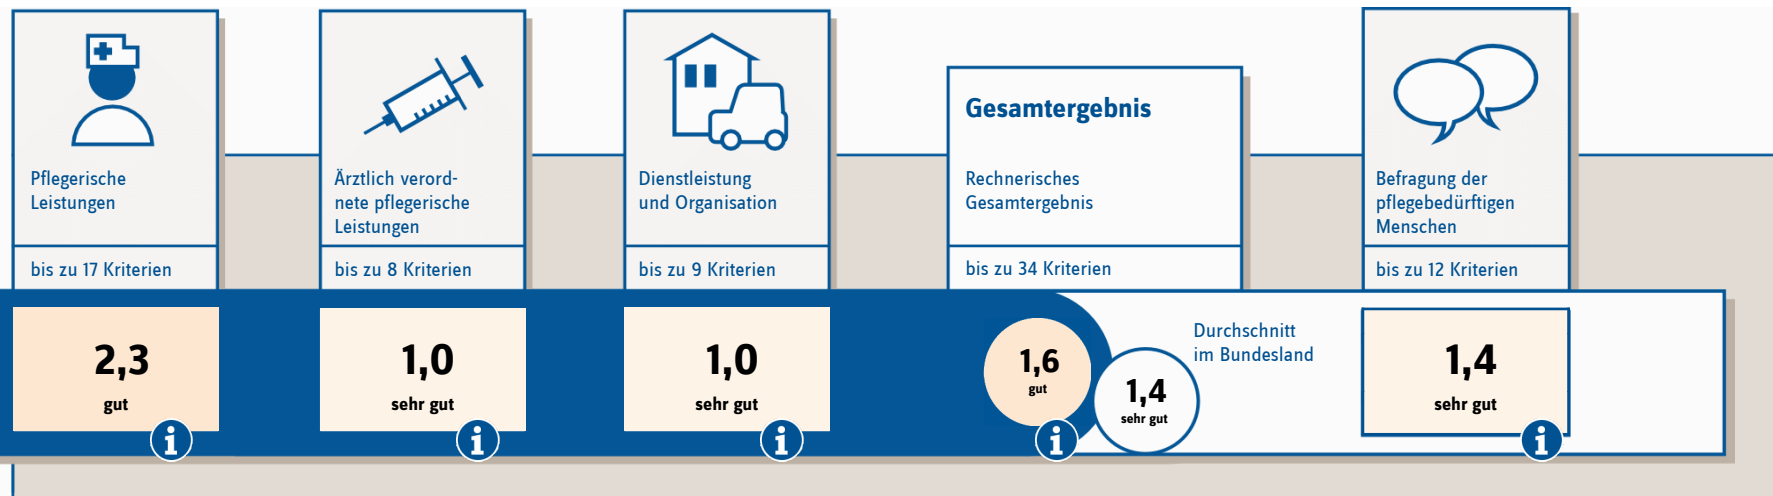 Pflegerische
Leistungen
bis zu 17 Kriterien
2,3
gut
i
Ärztlich verord-
nete pflegerische
Leistungen
bis zu 8 Kriterien
1,0
sehr gut
i
Dienstleistung
und Organisation
bis zu 9 Kriterien
1,0
sehr gut
i
Gesamtergebnis
Rechnerisches
Gesamtergebnis
bis zu 34 Kriterien
1,6
gut
i
1,4
sehr gut
Durchschnitt
im Bundesland
Befragung der
pflegebedürftigen
Menschen
bis zu 12 Kriterien
1,4
sehr gut
i